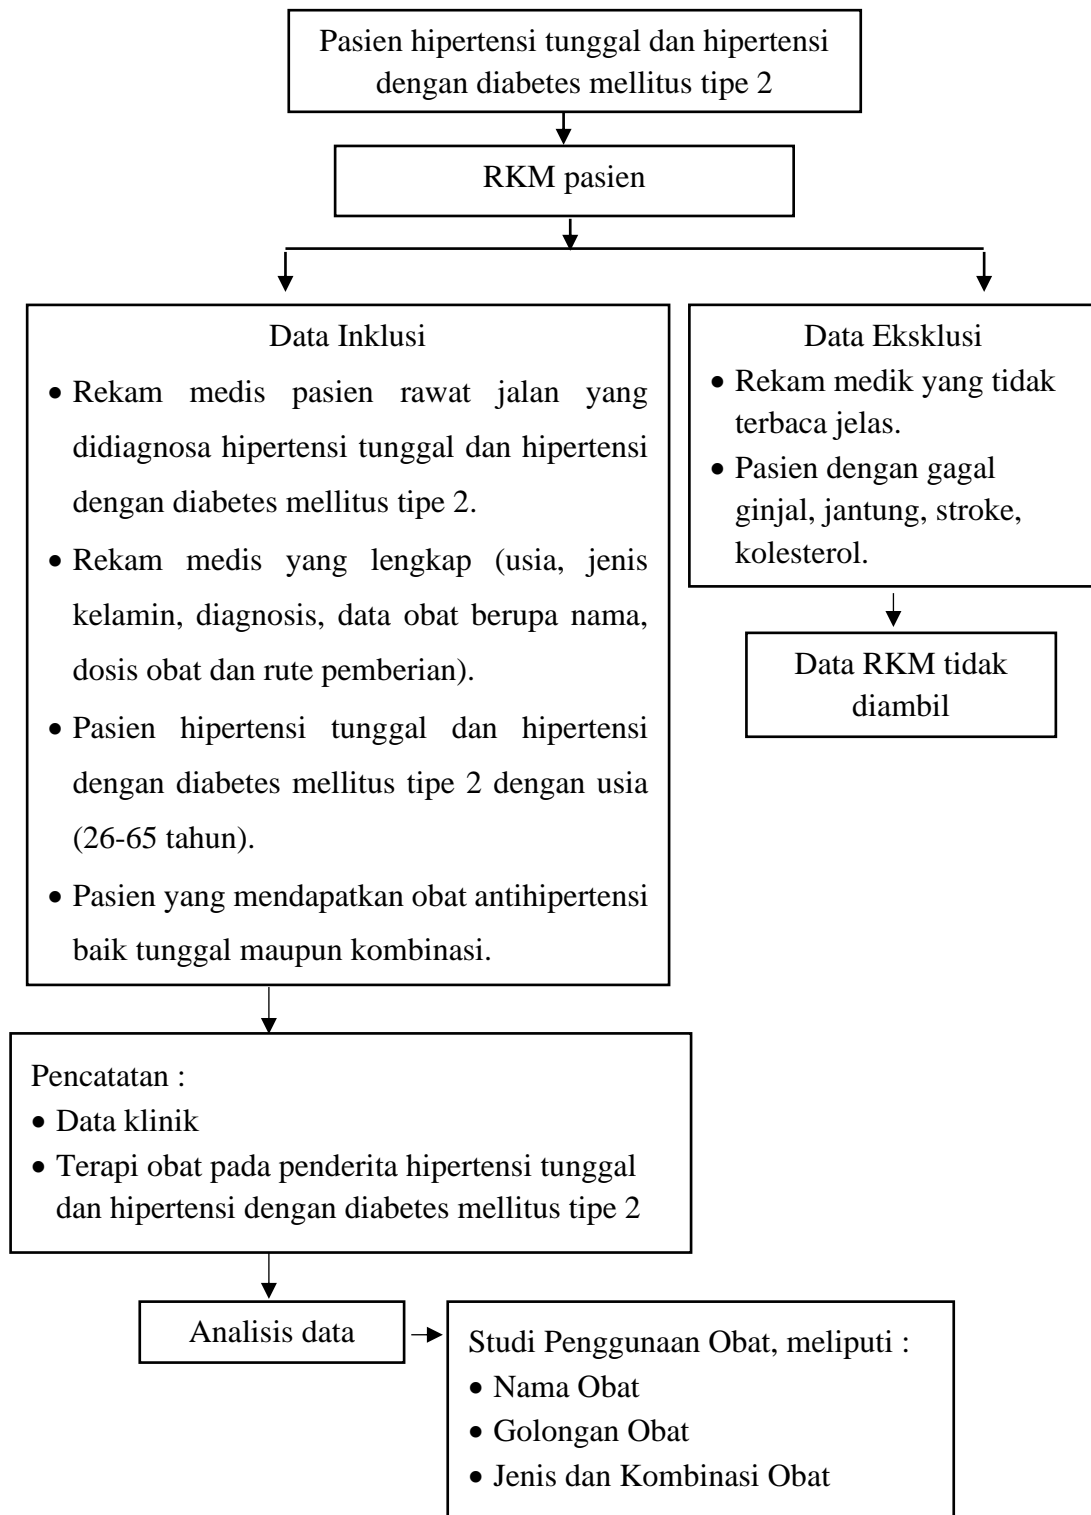 Pasien hipertensi tunggal dan hipertensi
dengan diabetes mellitus tipe 2
RKM pasien
Data Inklusi
• Rekam medis pasien rawat jalan yang
didiagnosa hipertensi tunggal dan hipertensi
dengan diabetes mellitus tipe 2.
• Rekam medis yang lengkap (usia, jenis
kelamin, diagnosis, data obat berupa nama,
dosis obat dan rute pemberian).
• Pasien hipertensi tunggal dan hipertensi
dengan diabetes mellitus tipe 2 dengan usia
(26-65 tahun).
• Pasien yang mendapatkan obat antihipertensi
baik tunggal maupun kombinasi.
Data Eksklusi
• Rekam medik yang tidak
terbaca jelas.
• Pasien dengan gagal
ginjal, jantung, stroke,
kolesterol.
Data RKM tidak
diambil
Pencatatan :
• Data klinik
• Terapi obat pada penderita hipertensi tunggal
dan hipertensi dengan diabetes mellitus tipe 2
Analisis data
Studi Penggunaan Obat, meliputi :
• Nama Obat
• Golongan Obat
• Jenis dan Kombinasi Obat